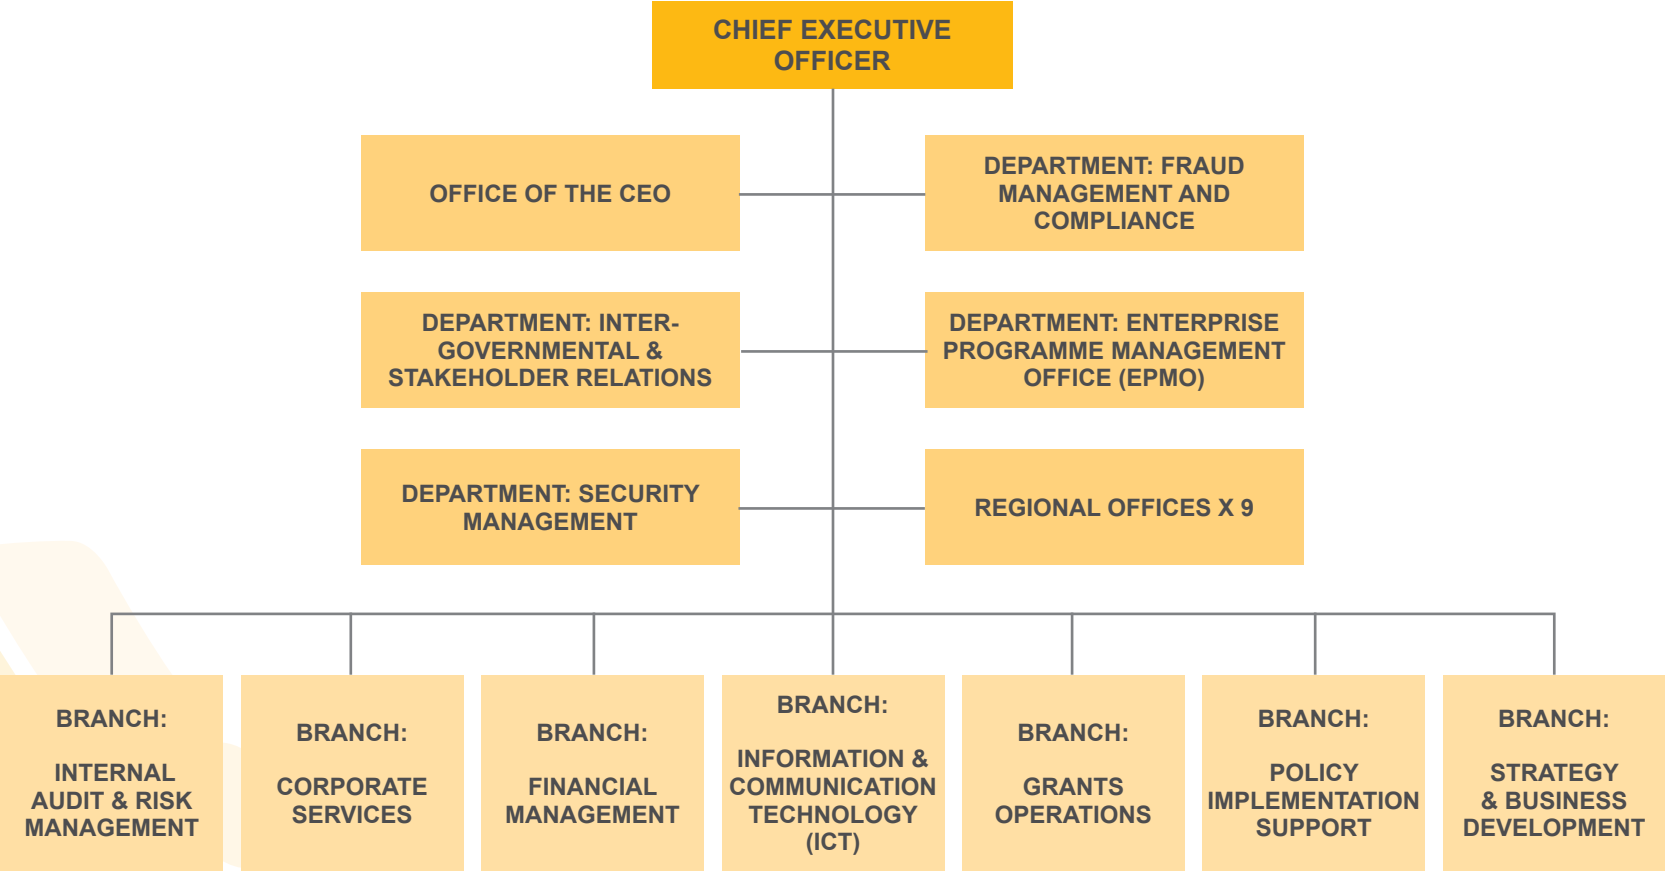 CHIEF EXECUTIVE
OFFICER
OFFICE OF THE CEO
DEPARTMENT: FRAUD
MANAGEMENT AND
COMPLIANCE
DEPARTMENT: INTER-
GOVERNMENTAL &
STAKEHOLDER RELATIONS
DEPARTMENT: ENTERPRISE
PROGRAMME MANAGEMENT
OFFICE (EPMO)
DEPARTMENT: SECURITY
MANAGEMENT
REGIONAL OFFICES X 9
BRANCH:
INTERNAL
AUDIT & RISK
MANAGEMENT
BRANCH:
CORPORATE
SERVICES
BRANCH:
FINANCIAL
MANAGEMENT
BRANCH:
INFORMATION &
COMMUNICATION
TECHNOLOGY
(ICT)
BRANCH:
GRANTS
OPERATIONS
BRANCH:
POLICY
IMPLEMENTATION
SUPPORT
BRANCH:
STRATEGY
& BUSINESS
DEVELOPMENT